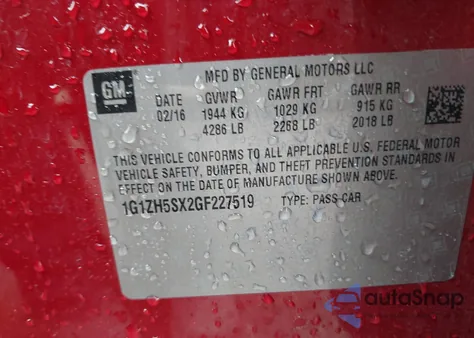 GM
MFD BY GENERAL MOTORS LLC
02/16 GVWR GAWR FRT GAWR RR
1944 KG 1029 KG 915 KG
4286 LB 2268 LB 2018 LB
THIS VEHICLE CONFORMS TO ALL APPLICABLE U.S. FEDERAL MOTOR
VEHICLE SAFETY, BUMPER, AND THEFT PREVENTION STANDARDS IN
EFFECT ON THE DATE OF MANUFACTURE SHOWN ABOVE.
1G1ZH5SX2GF227519 TYPE: PASS CAR
autoSnap